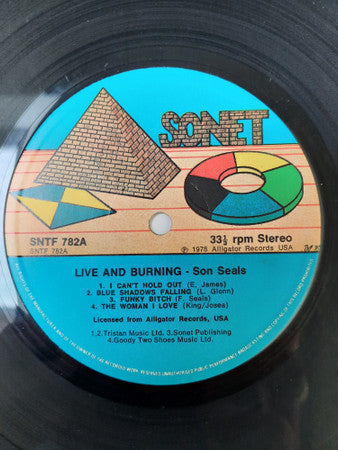 SONET
SNTF 782A
SNTF 782A
33⅓ rpm Stereo
℗ 1978 Alligator Records, USA
LIVE AND BURNING - Son Seals
1. I CAN'T HOLD OUT (E. James)
2. BLUE SHADOWS FALLING (L. Glenn)
3. FUNKY BITCH (F. Seals)
4. THE WOMAN I LOVE (King/Josea)
Licensed from Alligator Records, USA
1.2. Tristan Music Ltd. 3.Sonet Publishing
4.Goody Two Shoes Music Ltd.